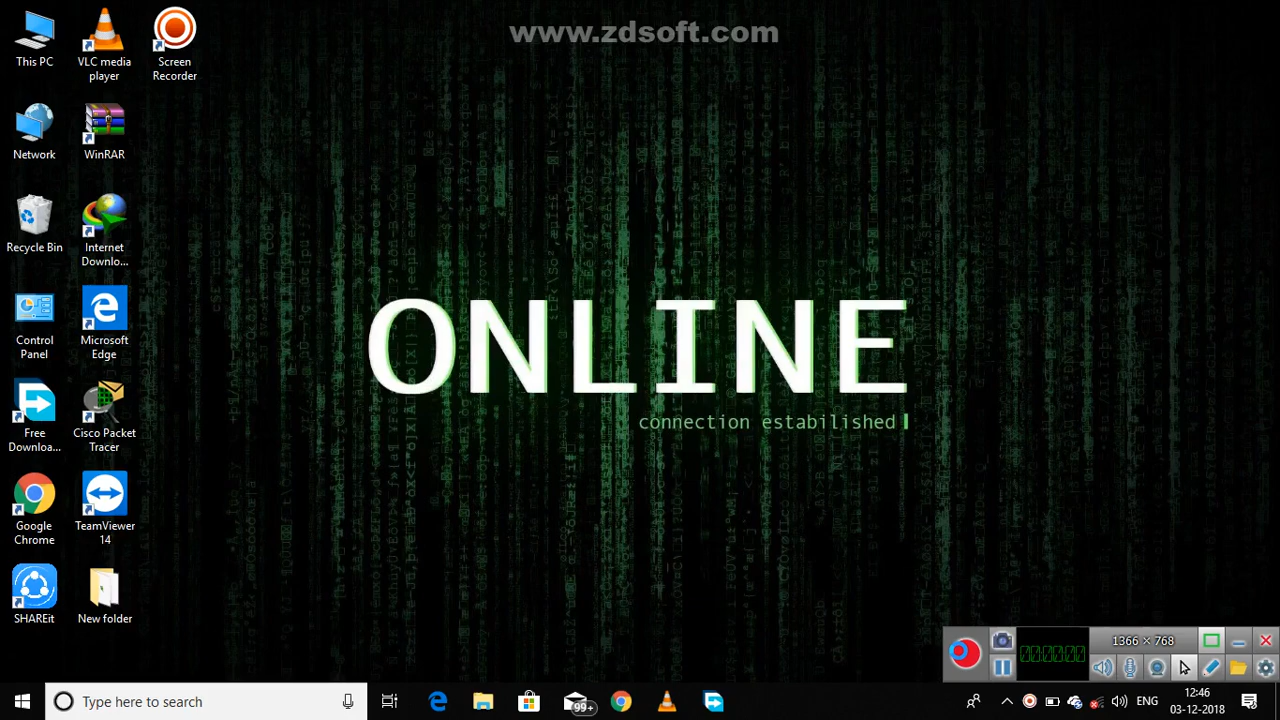 www.zdsoft.com
This PC
VLC media
player
Screen
Recorder
Network
WinRAR
Recycle Bin
Internet
Downlo...
Control
Panel
Microsoft
Edge
Free
Downloa...
Cisco Packet
Tracer
Google
Chrome
TeamViewer
14
SHAREit
New folder
ONLINE
connection estabilished
1366 × 768
Type here to search
99+
ENG
12:46
03-12-2018